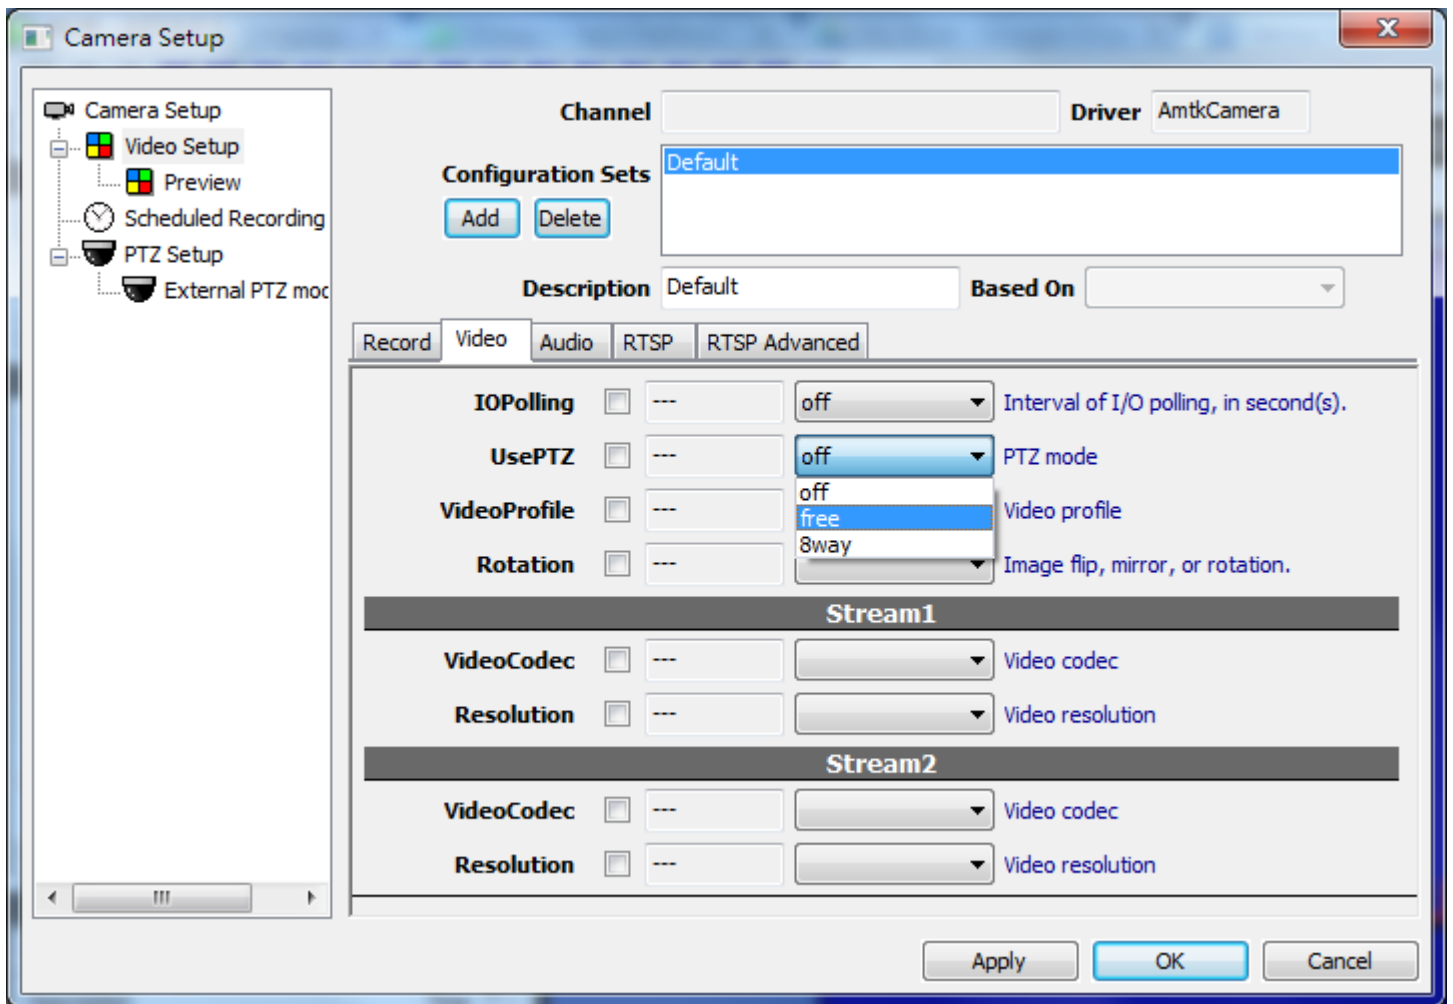 Camera Setup
Camera Setup
Video Setup
Preview
Scheduled Recording
PTZ Setup
External PTZ moc
Channel
Driver AmtkCamera
Configuration Sets
Default
Add Delete
Description Default Based On
Record Video Audio RTSP RTSP Advanced
IOPolling --- off Interval of I/O polling, in second(s).
UsePTZ --- off PTZ mode
off
free
8way
VideoProfile --- Video profile
Rotation --- Image flip, mirror, or rotation.
Stream1
VideoCodec --- Video codec
Resolution --- Video resolution
Stream2
VideoCodec --- Video codec
Resolution --- Video resolution
Apply OK Cancel